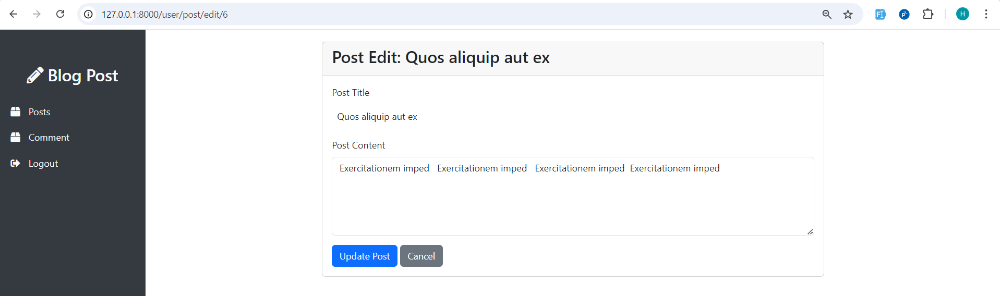 127.0.0.1:8000/user/post/edit/6
H
Blog Post
Posts
Comment
Logout
Post Edit: Quos aliquip aut ex
Post Title
Quos aliquip aut ex
Post Content
Exercitationem imped Exercitationem imped Exercitationem imped Exercitationem imped
Update Post Cancel